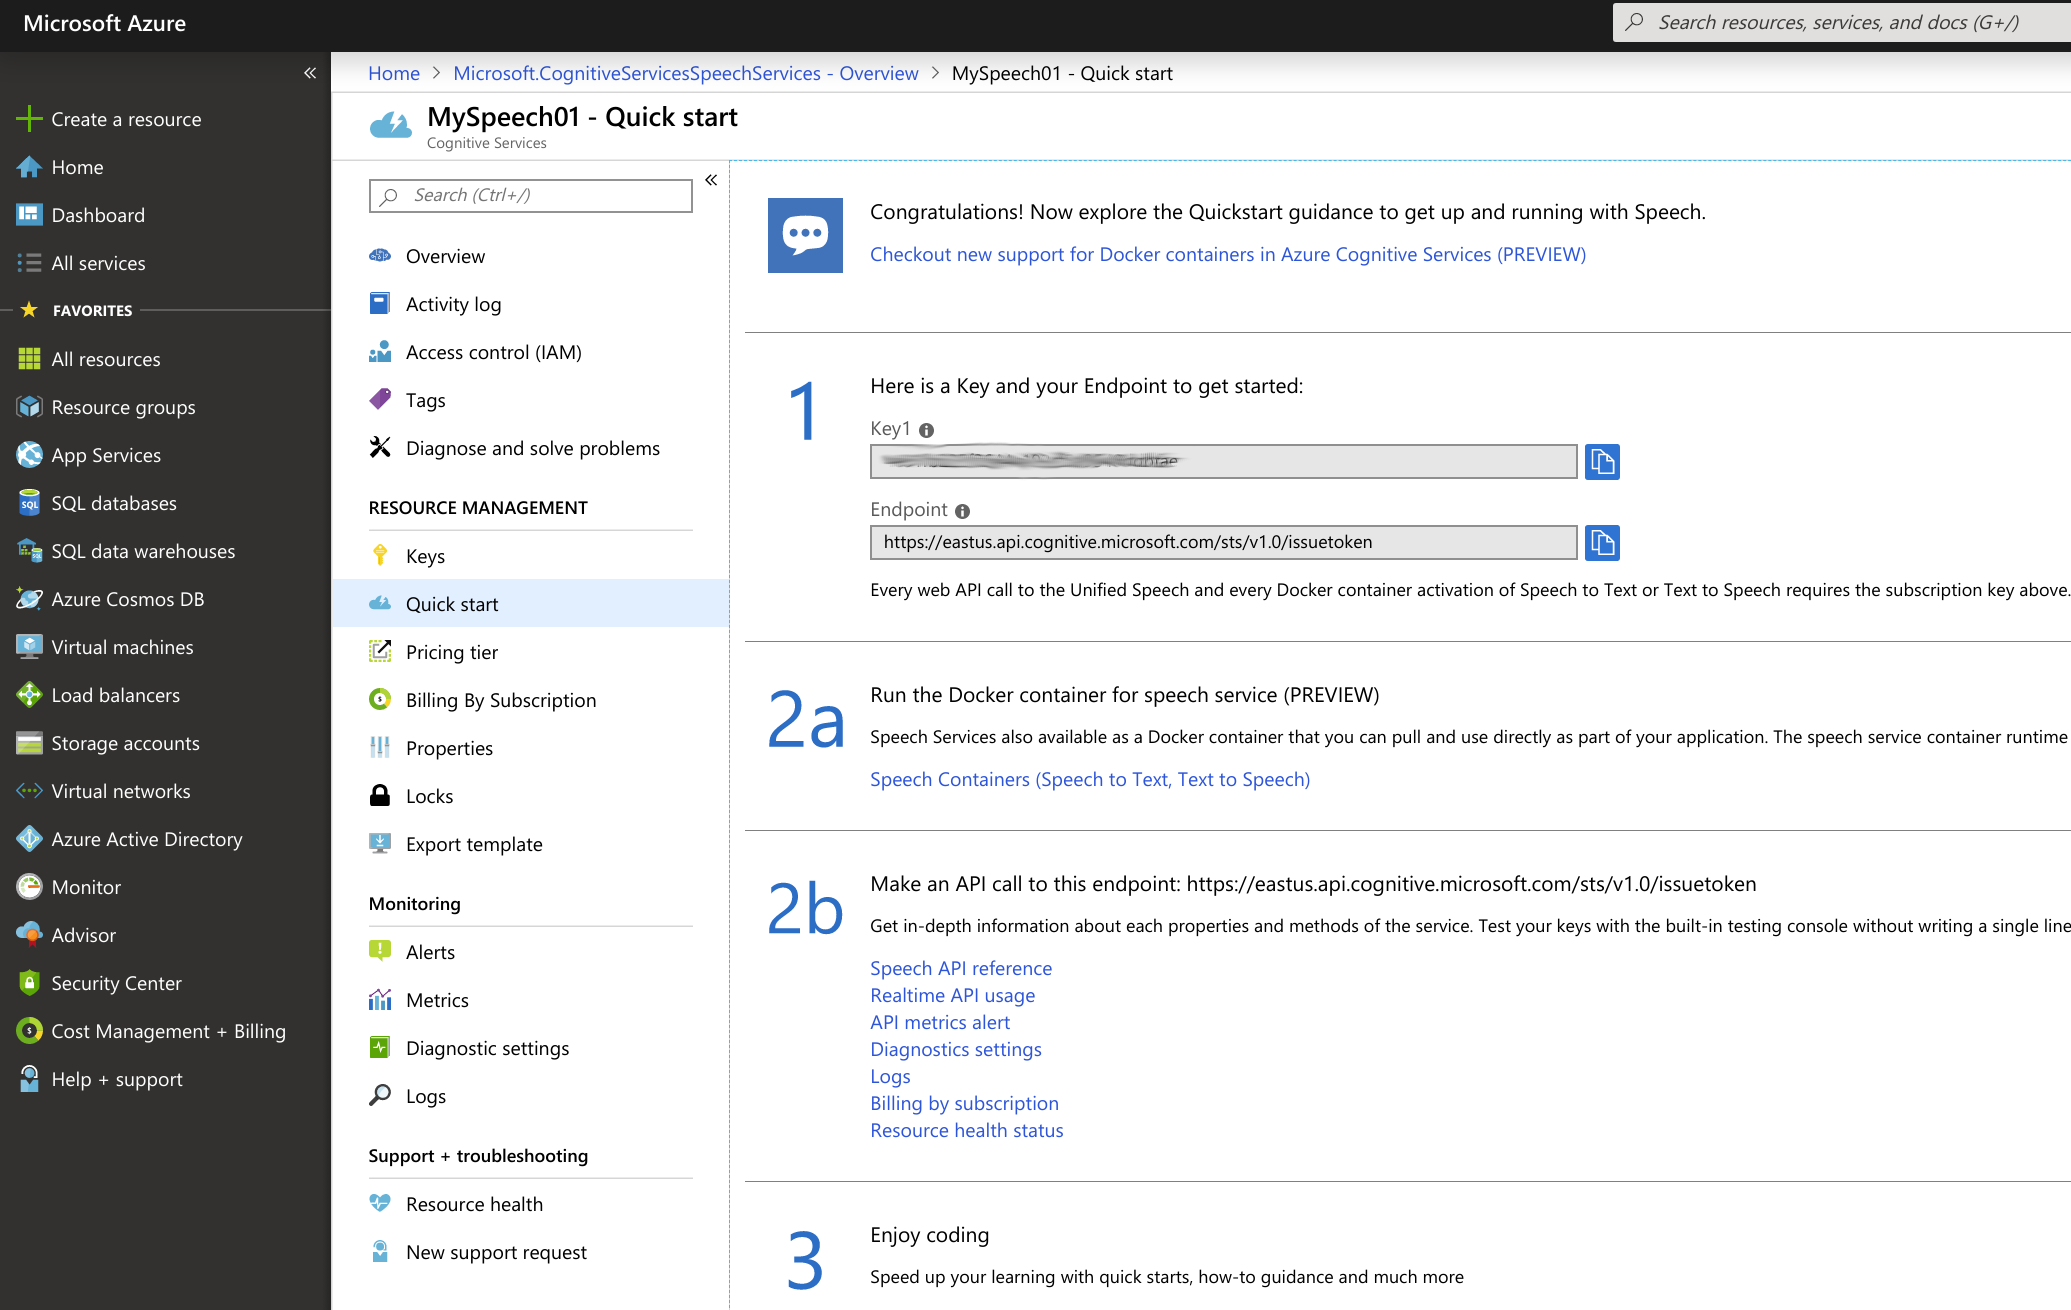 Microsoft Azure
Search resources, services, and docs (G+/)
«
Create a resource
Home
Dashboard
All services
FAVORITES
All resources
Resource groups
App Services
SQL databases
SQL data warehouses
Azure Cosmos DB
Virtual machines
Load balancers
Storage accounts
Virtual networks
Azure Active Directory
Monitor
Advisor
Security Center
Cost Management + Billing
Help + support
Home > Microsoft.CognitiveServicesSpeechServices - Overview > MySpeech01 - Quick start
MySpeech01 - Quick start
Cognitive Services
Search (Ctrl+/)
«
Overview
Activity log
Access control (IAM)
Tags
Diagnose and solve problems
RESOURCE MANAGEMENT
Keys
Quick start
Pricing tier
Billing By Subscription
Properties
Locks
Export template
Monitoring
Alerts
Metrics
Diagnostic settings
Logs
Support + troubleshooting
Resource health
New support request
Congratulations! Now explore the Quickstart guidance to get up and running with Speech.
Checkout new support for Docker containers in Azure Cognitive Services (PREVIEW)
1
Here is a Key and your Endpoint to get started:
Key1
Endpoint
https://eastus.api.cognitive.microsoft.com/sts/v1.0/issuetoken
Every web API call to the Unified Speech and every Docker container activation of Speech to Text or Text to Speech requires the subscription key above.
2a
Run the Docker container for speech service (PREVIEW)
Speech Services also available as a Docker container that you can pull and use directly as part of your application. The speech service container runtime
Speech Containers (Speech to Text, Text to Speech)
2b
Make an API call to this endpoint: https://eastus.api.cognitive.microsoft.com/sts/v1.0/issuetoken
Get in-depth information about each properties and methods of the service. Test your keys with the built-in testing console without writing a single line
Speech API reference
Realtime API usage
API metrics alert
Diagnostics settings
Logs
Billing by subscription
Resource health status
3
Enjoy coding
Speed up your learning with quick starts, how-to guidance and much more